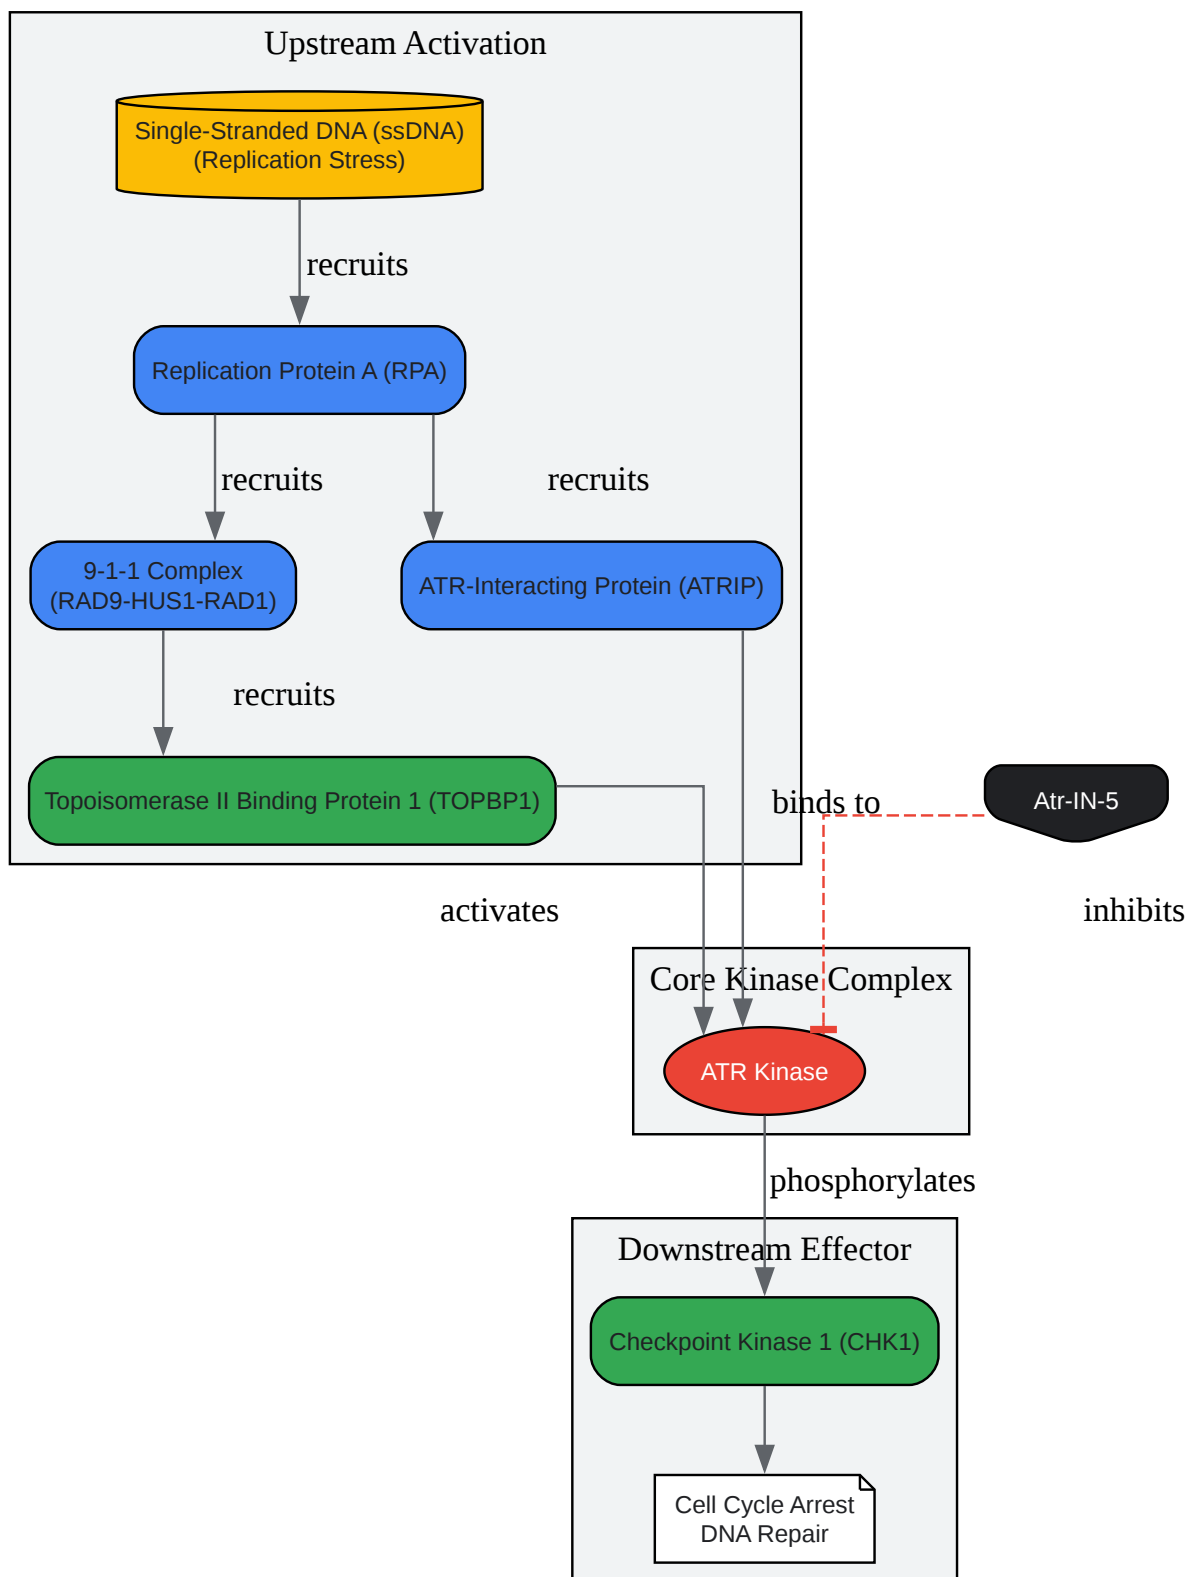 Upstream Activation
Single-Stranded DNA (ssDNA)
(Replication Stress)
recruits
Replication Protein A (RPA)
recruits
recruits
9-1-1 Complex
(RAD9-HUS1-RAD1)
ATR-Interacting Protein (ATRIP)
recruits
Topoisomerase II Binding Protein 1 (TOPBP1)
binds to
Atr-IN-5
activates
inhibits
Core Kinase Complex
ATR Kinase
phosphorylates
Downstream Effector
Checkpoint Kinase 1 (CHK1)
Cell Cycle Arrest
DNA Repair